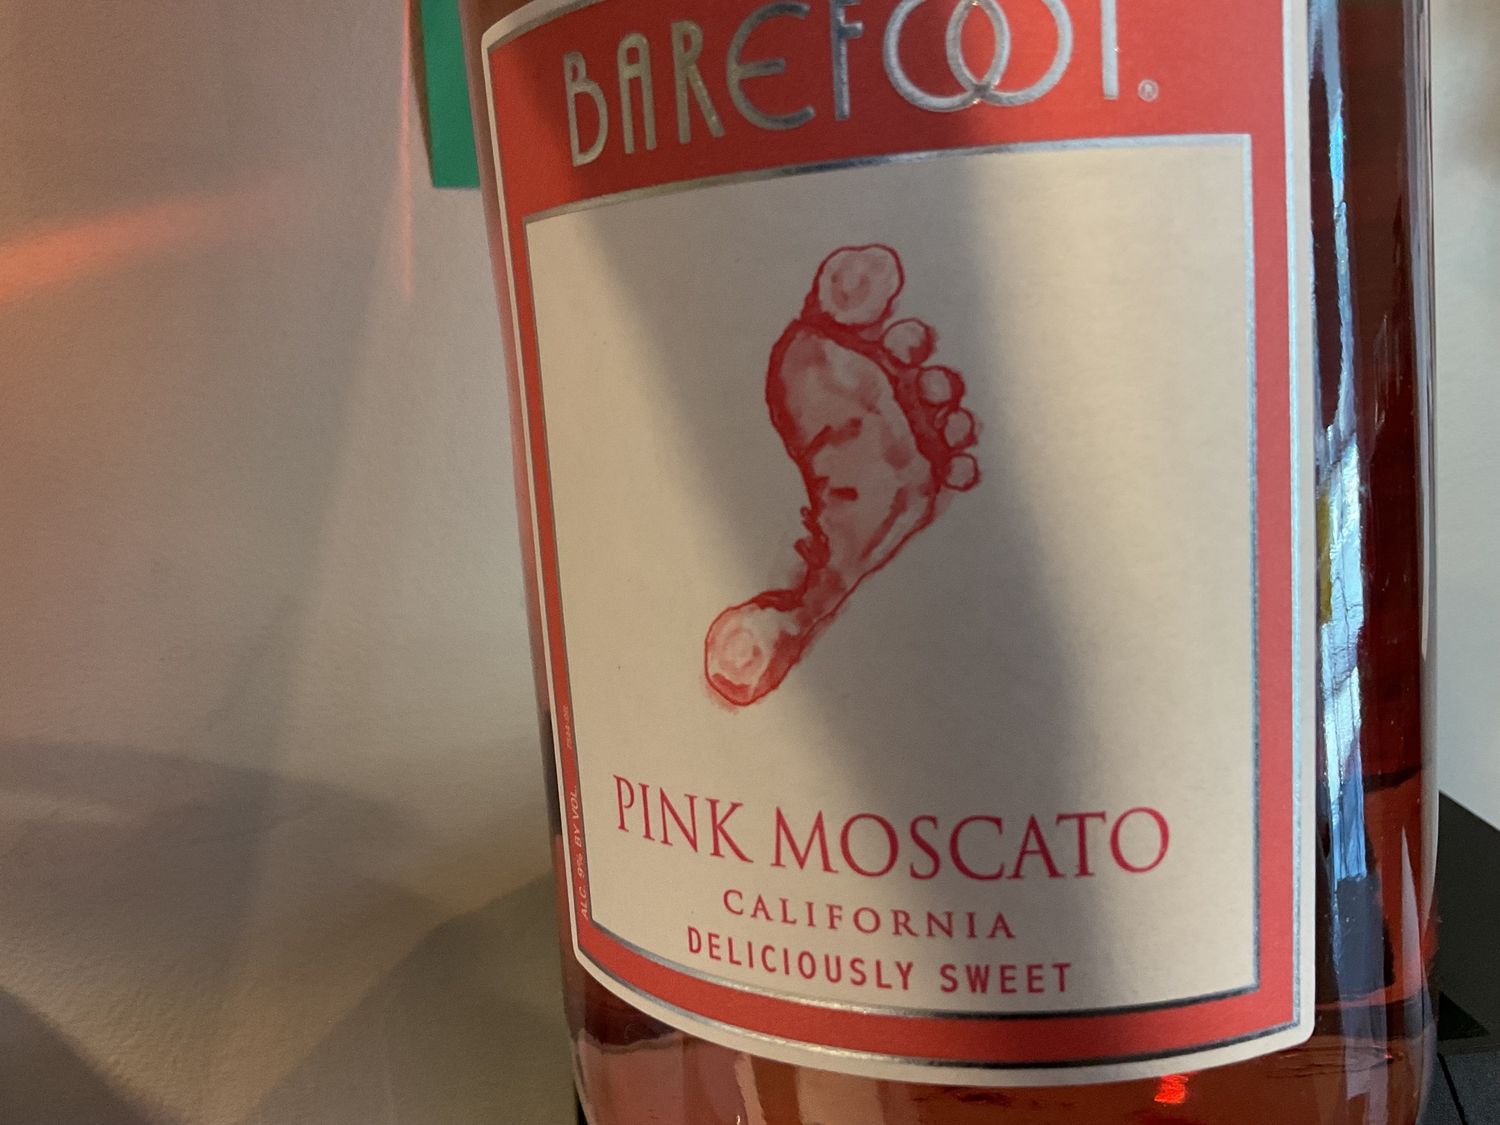 BAREFOOT®
PINK MOSCATO
CALIFORNIA
DELICIOUSLY SWEET
ALC. 9% BY VOL.